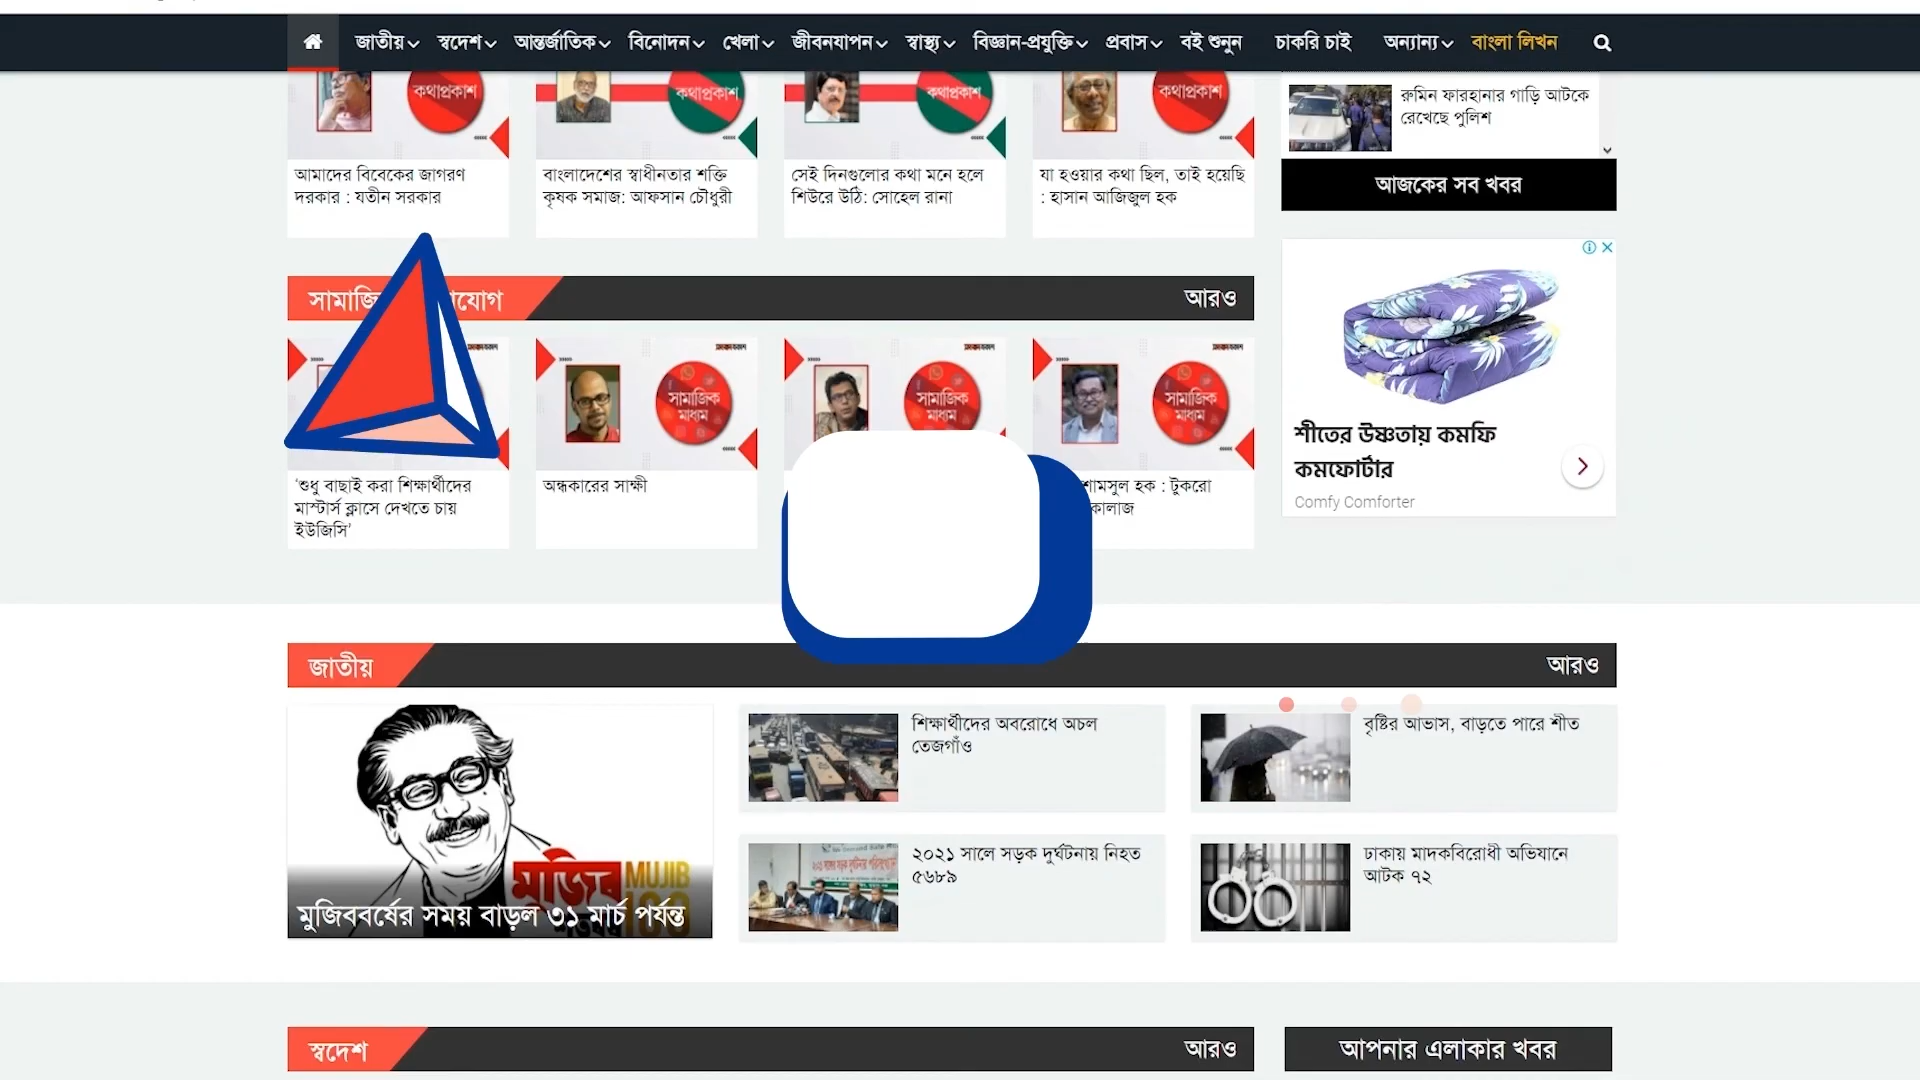 জাতীয় স্বদেশ আন্তর্জাতিক বিনোদন খেলা জীবনযাপন স্বাস্থ্য বিজ্ঞান-প্রযুক্তি প্রবাস বই শুনুন চাকরি চাই অন্যান্য বাংলা লিখন
কথাপ্রকাশ
কথাপ্রকাশ
কথাপ্রকাশ
কথাপ্রকাশ
আমাদের বিবেকের জাগরণ
দরকার : যতীন সরকার
বাংলাদেশের স্বাধীনতার শক্তি
কৃষক সমাজ: আফসান চৌধুরী
সেই দিনগুলোর কথা মনে হলে
শিউরে উঠি: সোহেল রানা
যা হওয়ার কথা ছিল, তাই হয়েছি
: হাসান আজিজুল হক
রুমিন ফারহানার গাড়ি আটকে
রেখেছে পুলিশ
আজকের সব খবর
সামাজি যোগ
আরও
সামাজিক
মাধ্যম
সামাজিক
মাধ্যম
সামাজিক
মাধ্যম
‘শুধু বাছাই করা শিক্ষার্থীদের
মাস্টার্স ক্লাসে দেখতে চায়
ইউজিসি’
অন্ধকারের সাক্ষী
শামসুল হক : টুকরো
কোলাজ
শীতের উষ্ণতায় কমফি
কমফোর্টার
Comfy Comforter
জাতীয়
আরও
মুজিব MUJIB
100
মুজিববর্ষের সময় বাড়ল ৩১ মার্চ পর্যন্ত
শিক্ষার্থীদের অবরোধে অচল
তেজগাঁও
২০২১ সালে সড়ক দুর্ঘটনায় নিহত
৫৬৮৯
বৃষ্টির আভাস, বাড়তে পারে শীত
ঢাকায় মাদকবিরোধী অভিযানে
আটক ৭২
স্বদেশ
আরও
আপনার এলাকার খবর